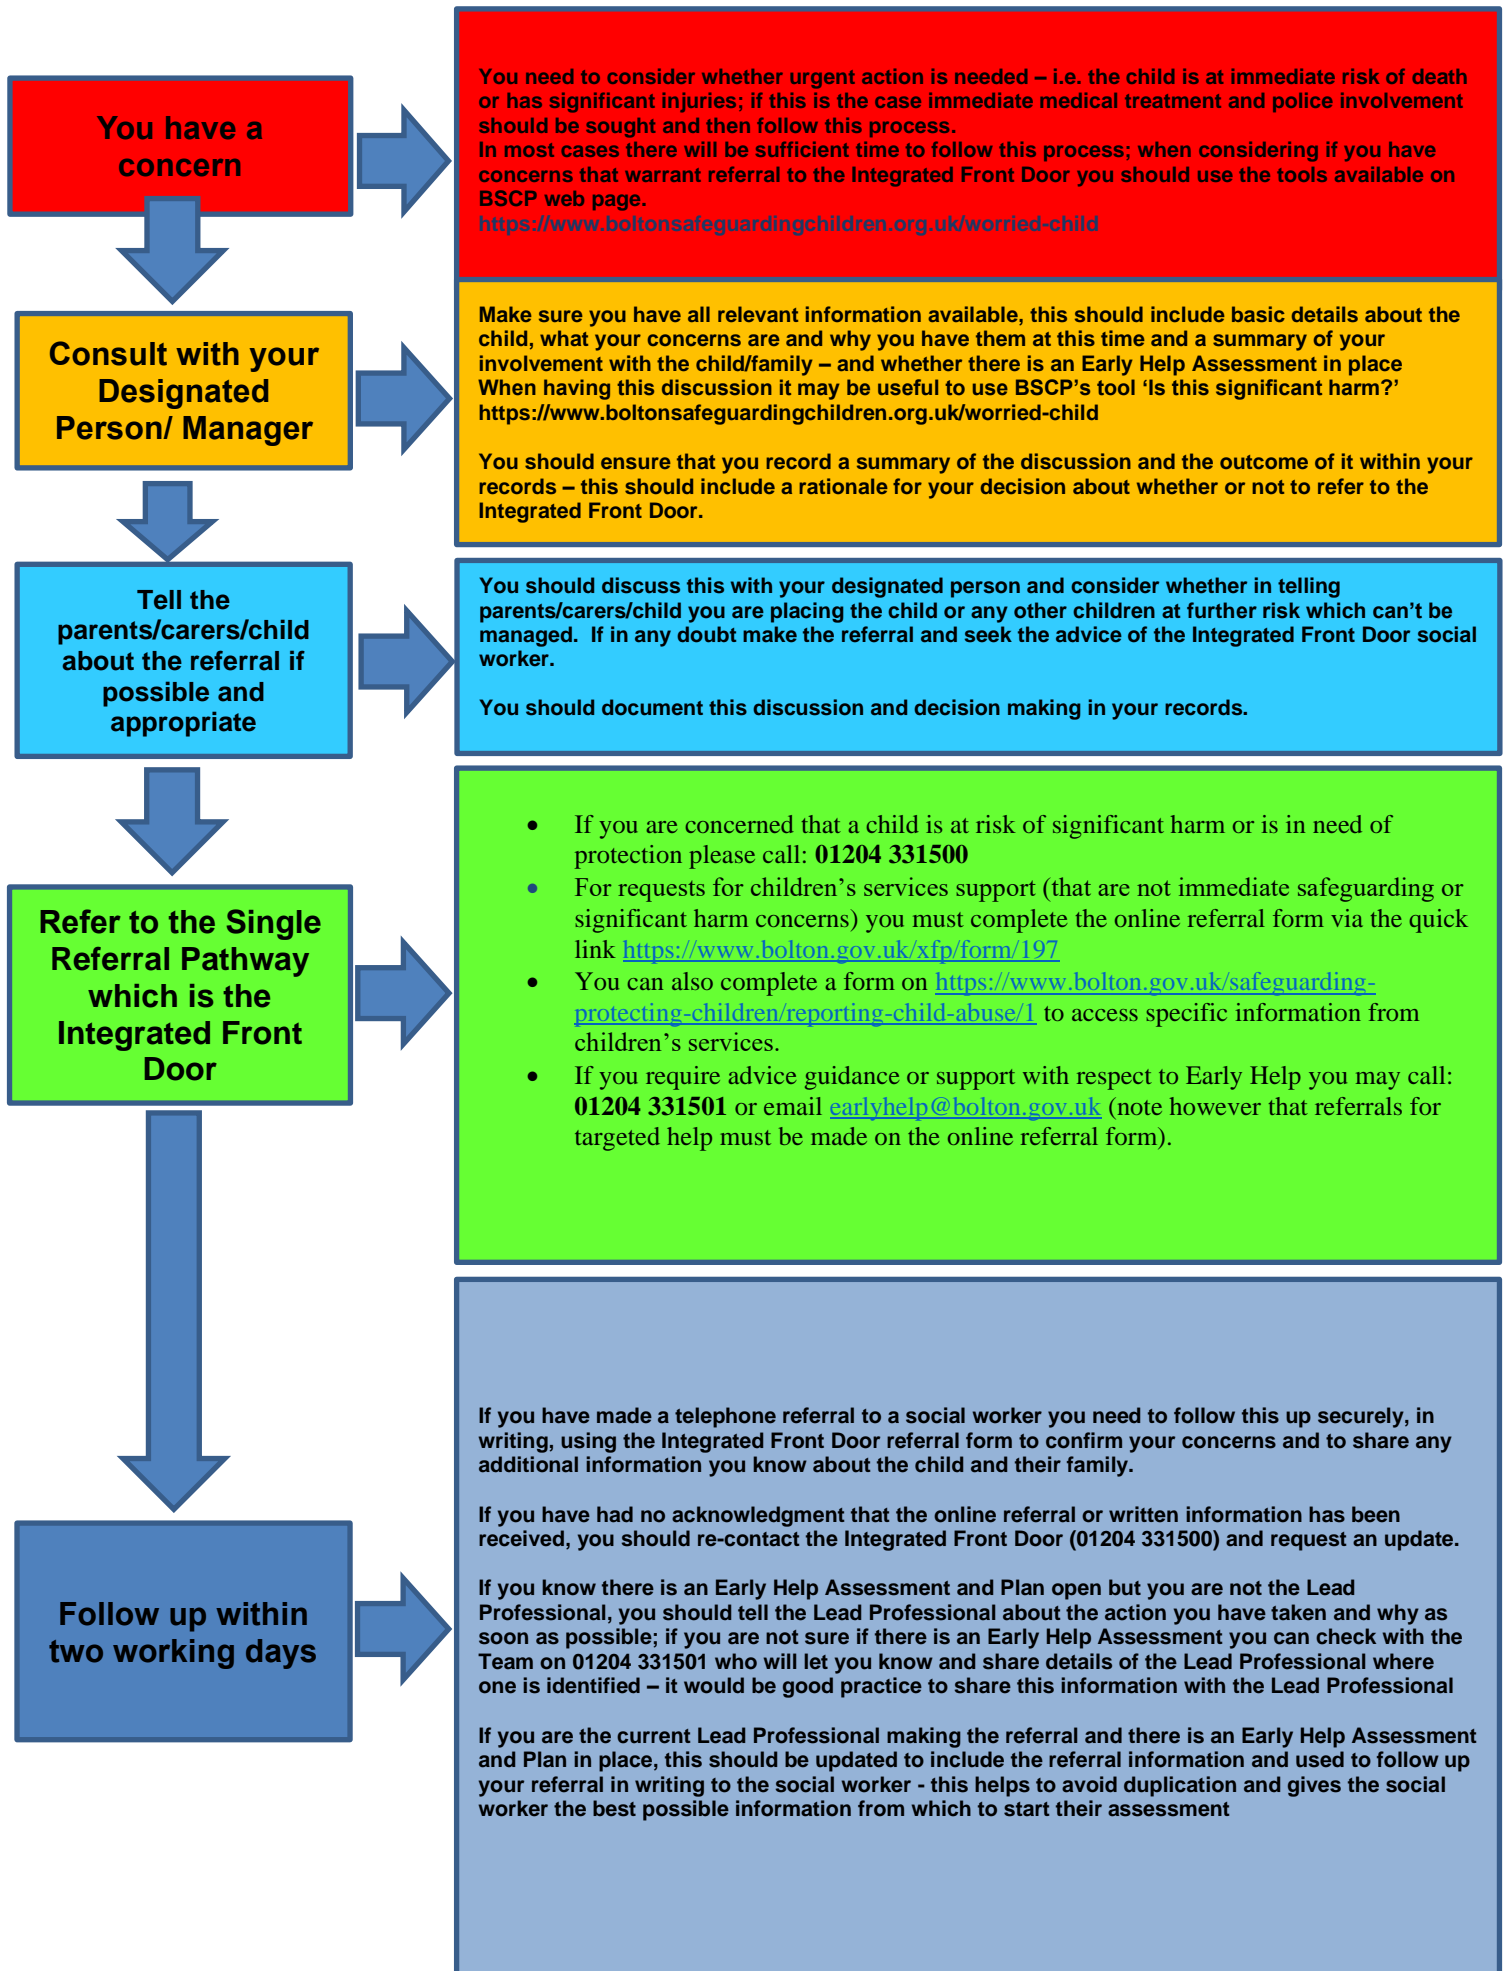 You have a
concern
You need to consider whether urgent action is needed – i.e. the child is at immediate risk of death
or has significant injuries; if this is the case immediate medical treatment and police involvement
should be sought and then follow this process.
In most cases there will be sufficient time to follow this process; when considering if you have
concerns that warrant referral to the Integrated Front Door you should use the tools available on
BSCP web page.
https://www.boltonsafeguardingchildren.org.uk/worried-child
Consult with your
Designated
Person/ Manager
Make sure you have all relevant information available, this should include basic details about the
child, what your concerns are and why you have them at this time and a summary of your
involvement with the child/family – and whether there is an Early Help Assessment in place
When having this discussion it may be useful to use BSCP’s tool ‘Is this significant harm?’
https://www.boltonsafeguardingchildren.org.uk/worried-child
You should ensure that you record a summary of the discussion and the outcome of it within your
records – this should include a rationale for your decision about whether or not to refer to the
Integrated Front Door.
Tell the
parents/carers/child
about the referral if
possible and
appropriate
You should discuss this with your designated person and consider whether in telling
parents/carers/child you are placing the child or any other children at further risk which can’t be
managed.  If in any doubt make the referral and seek the advice of the Integrated Front Door social
worker.
You should document this discussion and decision making in your records.
Refer to the Single
Referral Pathway
which is the
Integrated Front
Door
• If you are concerned that a child is at risk of significant harm or is in need of
protection please call: 01204 331500
• For requests for children’s services support (that are not immediate safeguarding or
significant harm concerns) you must complete the online referral form via the quick
link https://www.bolton.gov.uk/xfp/form/197
• You can also complete a form on https://www.bolton.gov.uk/safeguarding-
protecting-children/reporting-child-abuse/1 to access specific information from
children’s services.
• If you require advice guidance or support with respect to Early Help you may call:
01204 331501 or email earlyhelp@bolton.gov.uk (note however that referrals for
targeted help must be made on the online referral form).
Follow up within
two working days
If you have made a telephone referral to a social worker you need to follow this up securely, in
writing, using the Integrated Front Door referral form to confirm your concerns and to share any
additional information you know about the child and their family.
If you have had no acknowledgment that the online referral or written information has been
received, you should re-contact the Integrated Front Door (01204 331500) and request an update.
If you know there is an Early Help Assessment and Plan open but you are not the Lead
Professional, you should tell the Lead Professional about the action you have taken and why as
soon as possible; if you are not sure if there is an Early Help Assessment you can check with the
Team on 01204 331501 who will let you know and share details of the Lead Professional where
one is identified – it would be good practice to share this information with the Lead Professional
If you are the current Lead Professional making the referral and there is an Early Help Assessment
and Plan in place, this should be updated to include the referral information and used to follow up
your referral in writing to the social worker - this helps to avoid duplication and gives the social
worker the best possible information from which to start their assessment